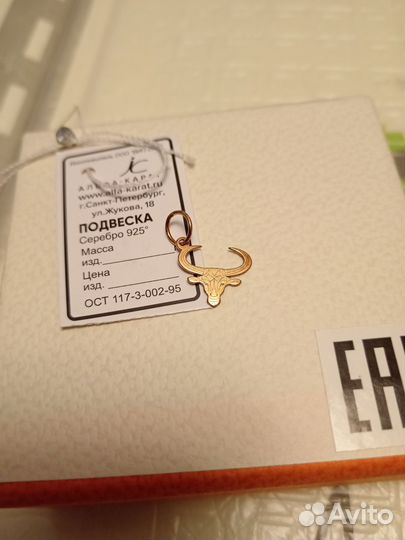 АЛЬФА-КАРАТ
www.alfa-karat.ru
г.Санкт-Петербург,
ул.Жукова, 18
ПОДВЕСКА
Серебро 925°
Масса
изд.
Цена
изд.
ОСТ 117-3-002-95
EAC
Avito